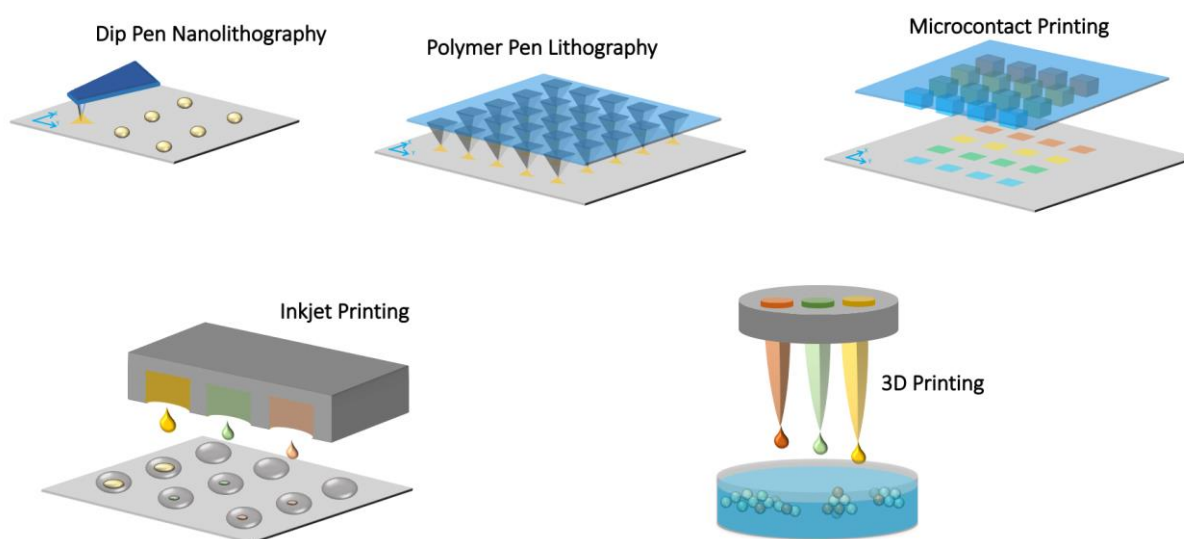 Dip Pen Nanolithography
Polymer Pen Lithography
Microcontact Printing
Inkjet Printing
3D Printing